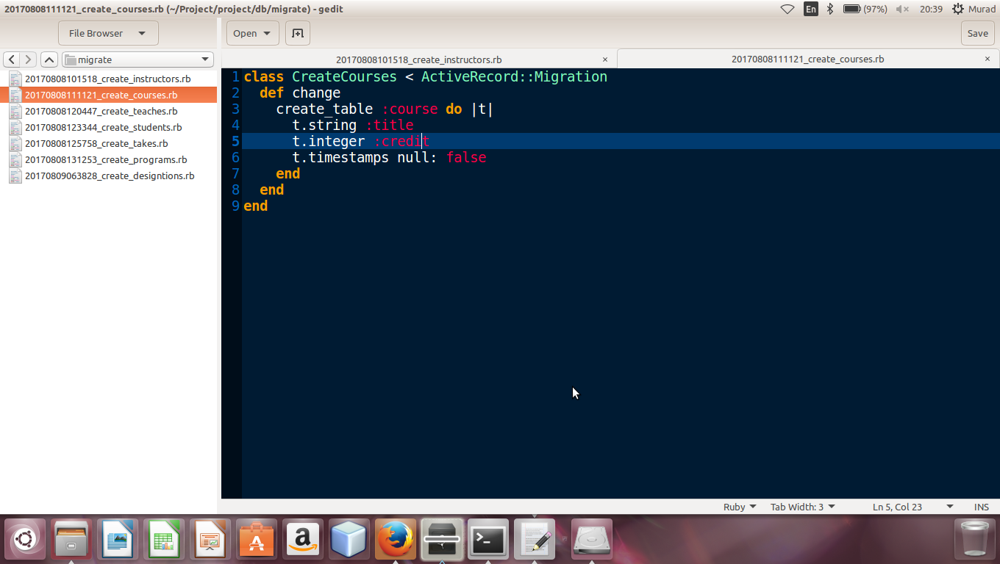 20170808111121_create_courses.rb (~/Project/project/db/migrate) - gedit
En (97%) 20:39 Murad
File Browser
Open
Save
migrate
20170808101518_create_instructors.rb ×
20170808111121_create_courses.rb ×
20170808101518_create_instructors.rb
20170808111121_create_courses.rb
20170808120447_create_teaches.rb
20170808123344_create_students.rb
20170808125758_create_takes.rb
20170808131253_create_programs.rb
20170809063828_create_designtions.rb
1 class CreateCourses < ActiveRecord::Migration
2   def change
3     create_table :course do |t|
4       t.string :title
5       t.integer :credit
6       t.timestamps null: false
7     end
8   end
9 end
Ruby Tab Width: 3 Ln 5, Col 23 INS
A
a
>_